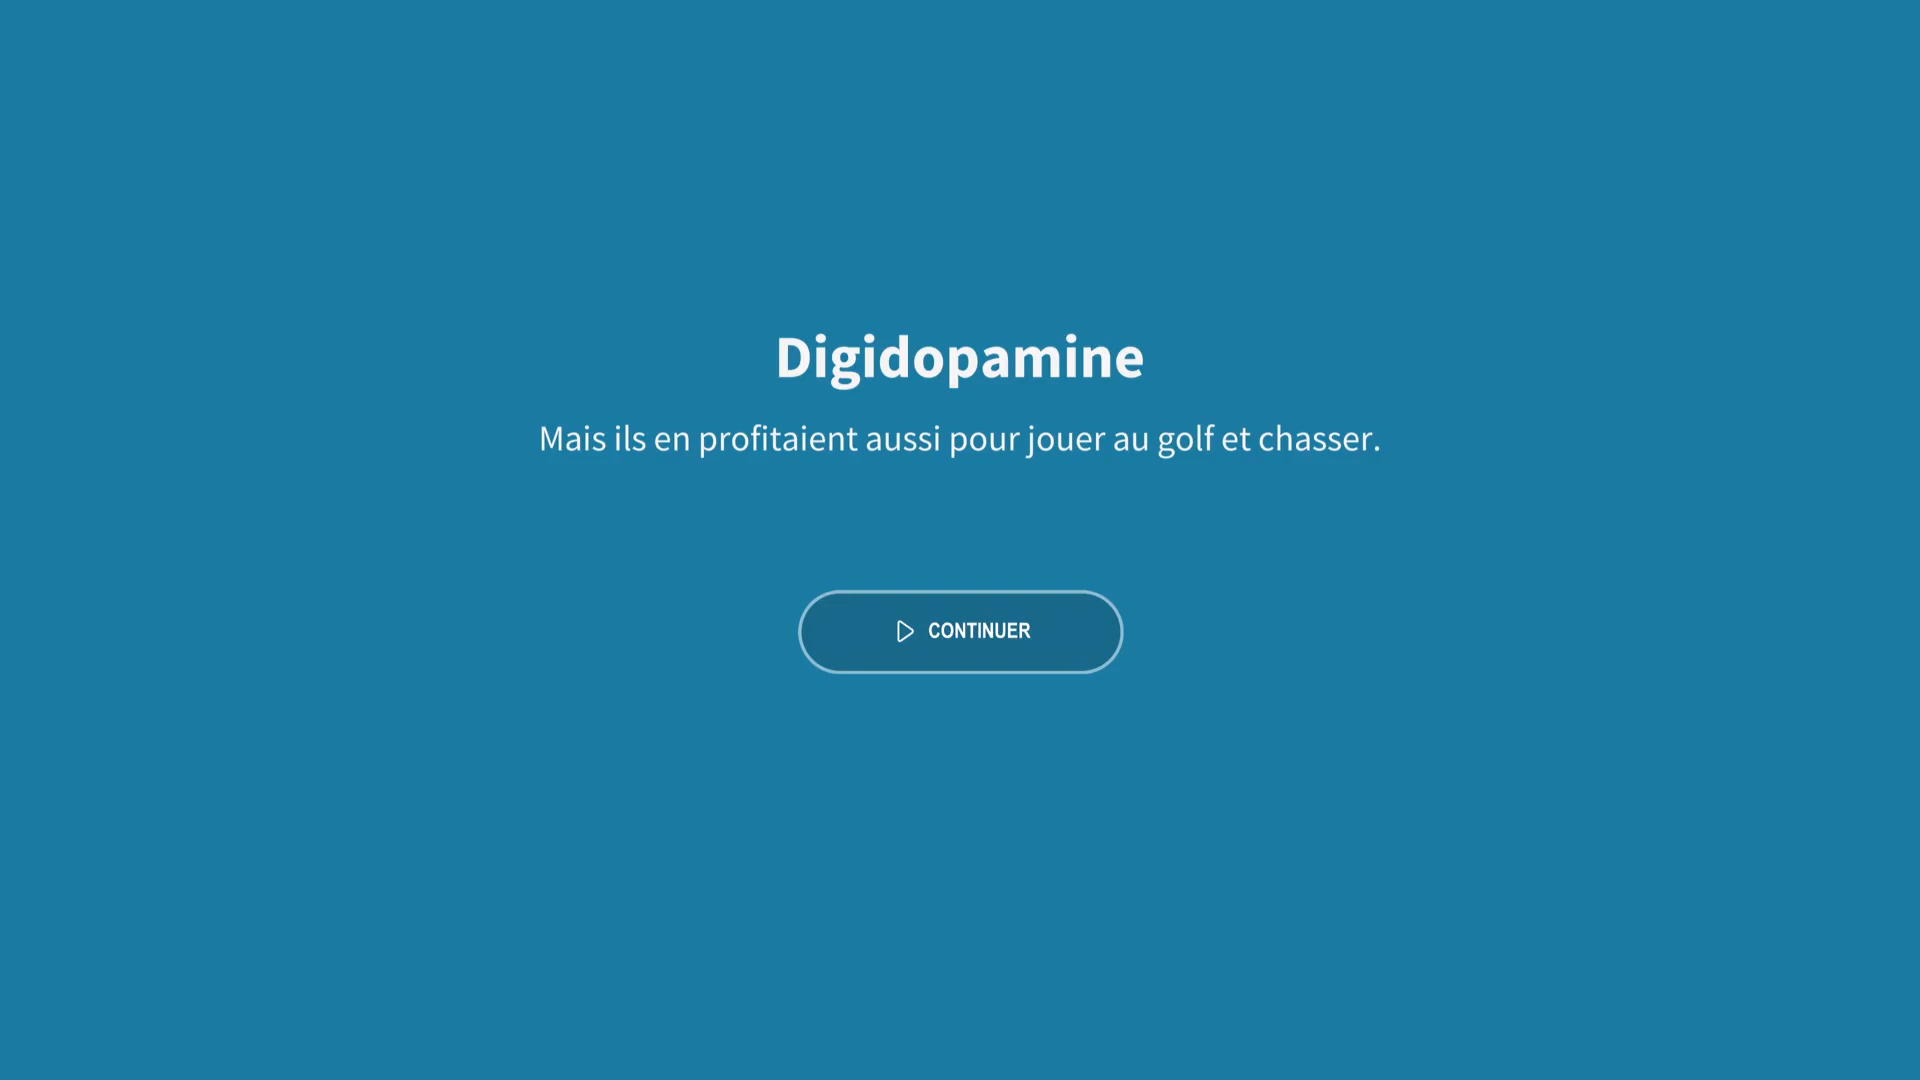 Digidopamine
Mais ils en profitaient aussi pour jouer au golf et chasser.
CONTINUER